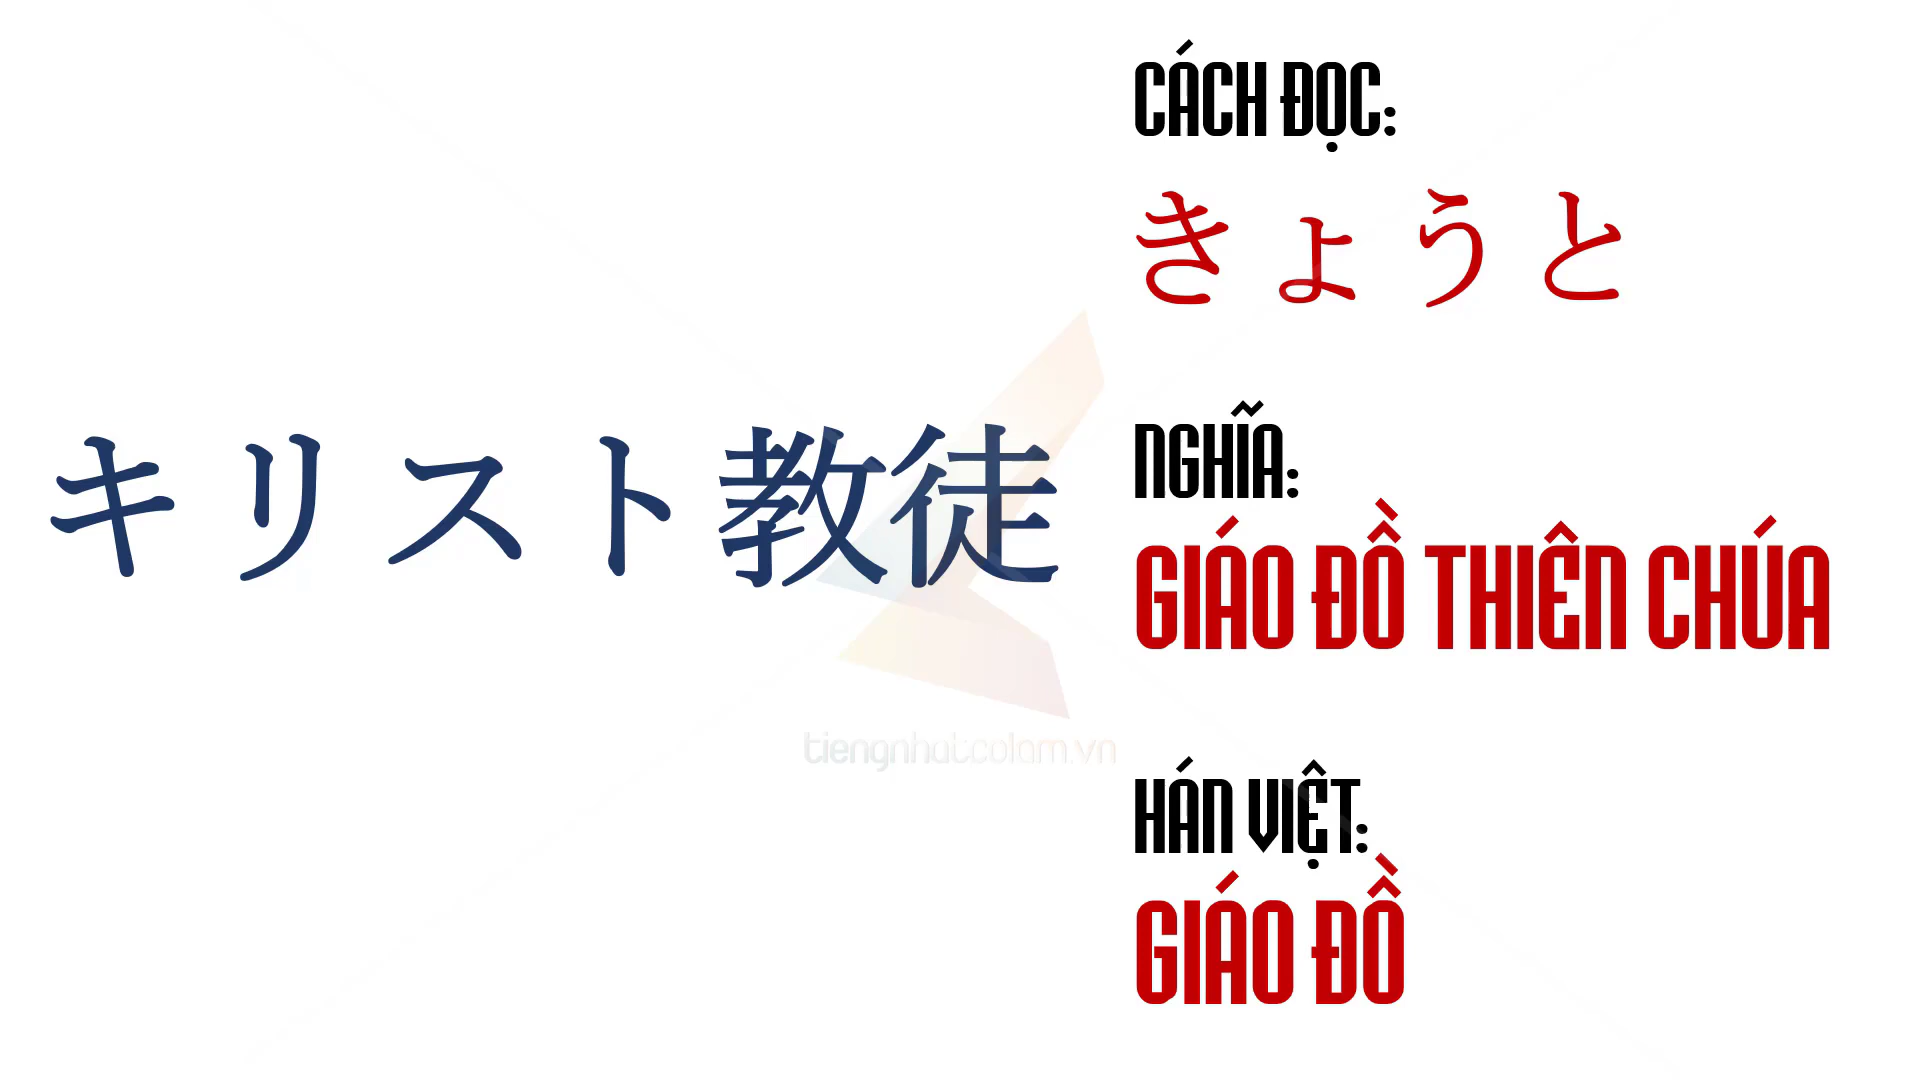 キリスト教徒
CÁCH ĐỌC:
きょうと
NGHĨA:
GIÁO ĐỒ THIÊN CHÚA
HÁN VIỆT:
GIÁO ĐỒ
tiengnhatcolam.vn